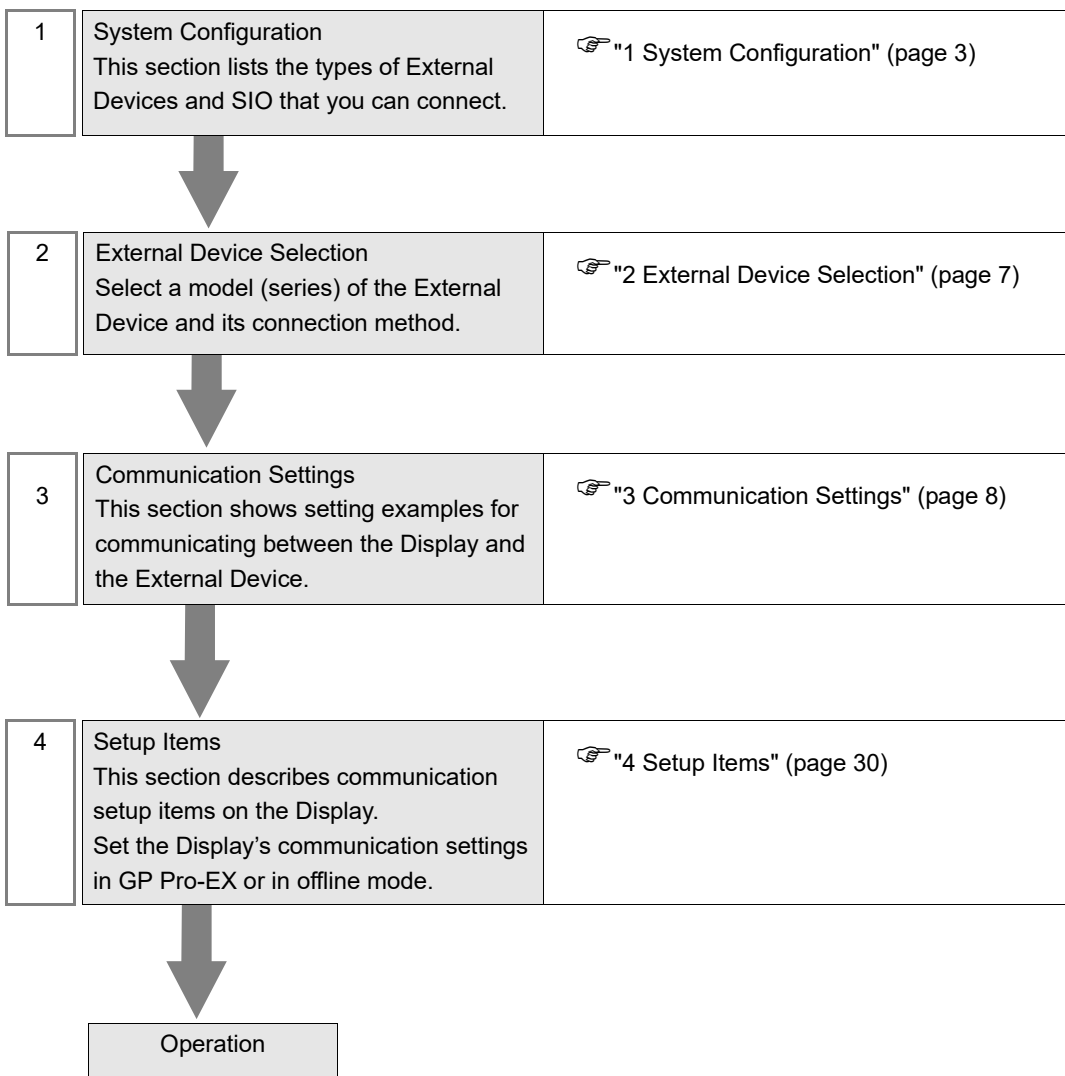 1
System Configuration
This section lists the types of External
Devices and SIO that you can connect.
"1 System Configuration" (page 3)
2
External Device Selection
Select a model (series) of the External
Device and its connection method.
"2 External Device Selection" (page 7)
3
Communication Settings
This section shows setting examples for
communicating between the Display and
the External Device.
"3 Communication Settings" (page 8)
4
Setup Items
This section describes communication
setup items on the Display.
Set the Display’s communication settings
in GP Pro-EX or in offline mode.
"4 Setup Items" (page 30)
Operation